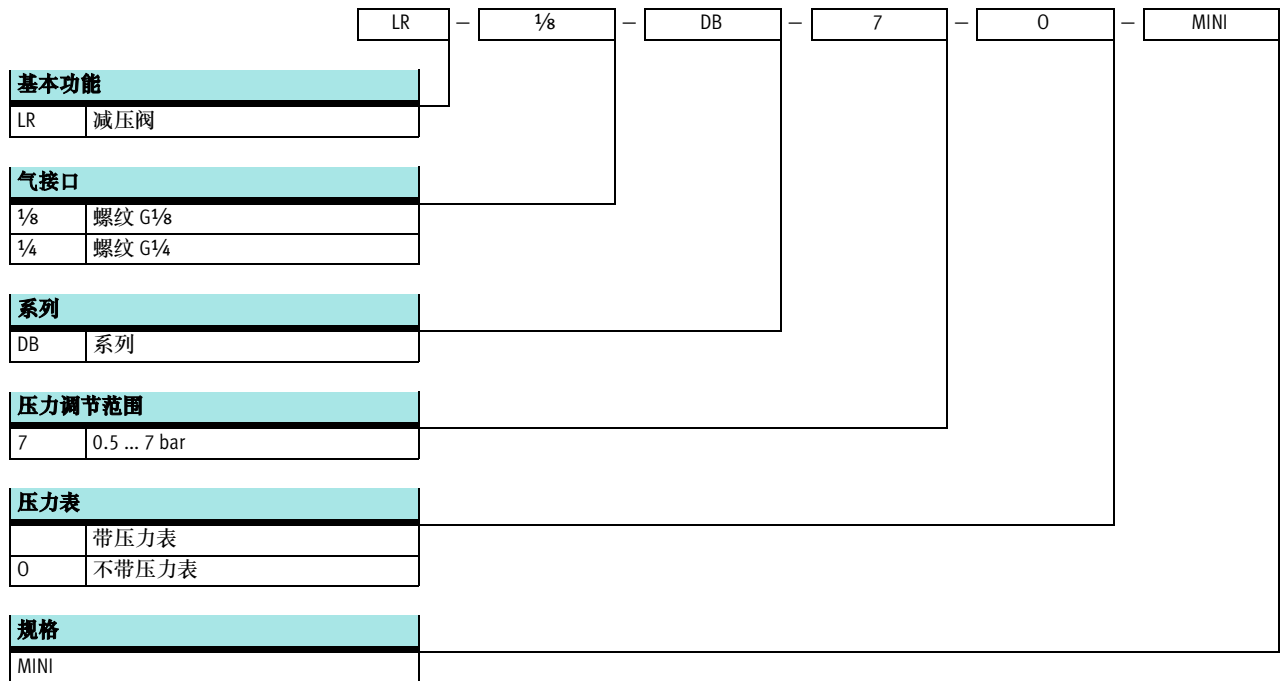 LR – ⅛ – DB – 7 – O – MINI
基本功能
LR 减压阀
气接口
⅛ 螺纹 G⅛
¼ 螺纹 G¼
系列
DB 系列
压力调节范围
7 0.5 ... 7 bar
压力表
带压力表
O 不带压力表
规格
MINI